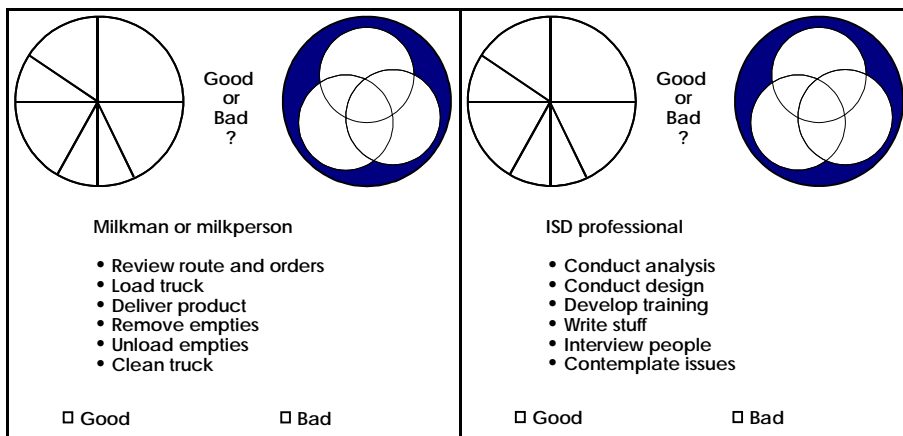 Good
or
Bad
?
Milkman or milkperson
• Review route and orders
• Load truck
• Deliver product
• Remove empties
• Unload empties
• Clean truck
☐ Good
☐ Bad
Good
or
Bad
?
ISD professional
• Conduct analysis
• Conduct design
• Develop training
• Write stuff
• Interview people
• Contemplate issues
☐ Good
☐ Bad